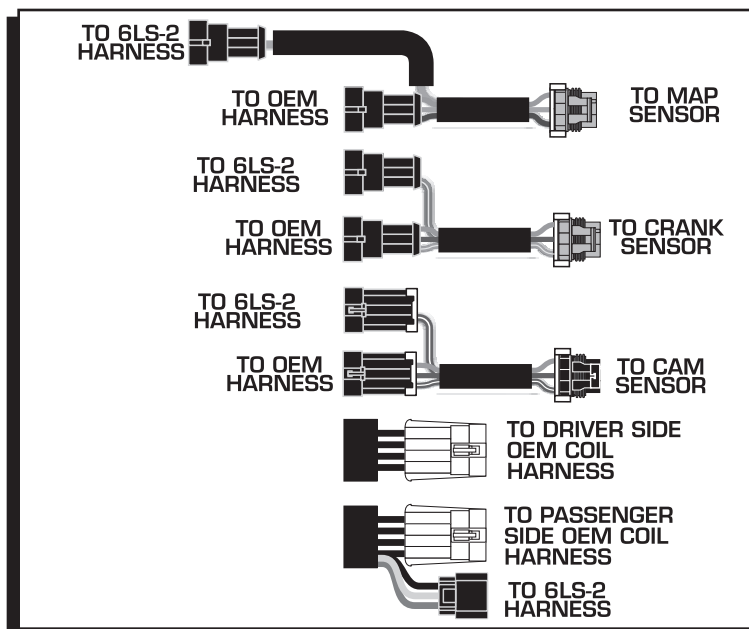 TO 6LS-2
HARNESS
TO OEM
HARNESS
TO MAP
SENSOR
TO 6LS-2
HARNESS
TO OEM
HARNESS
TO CRANK
SENSOR
TO 6LS-2
HARNESS
TO OEM
HARNESS
TO CAM
SENSOR
TO DRIVER SIDE
OEM COIL
HARNESS
TO PASSENGER
SIDE OEM COIL
HARNESS
TO 6LS-2
HARNESS